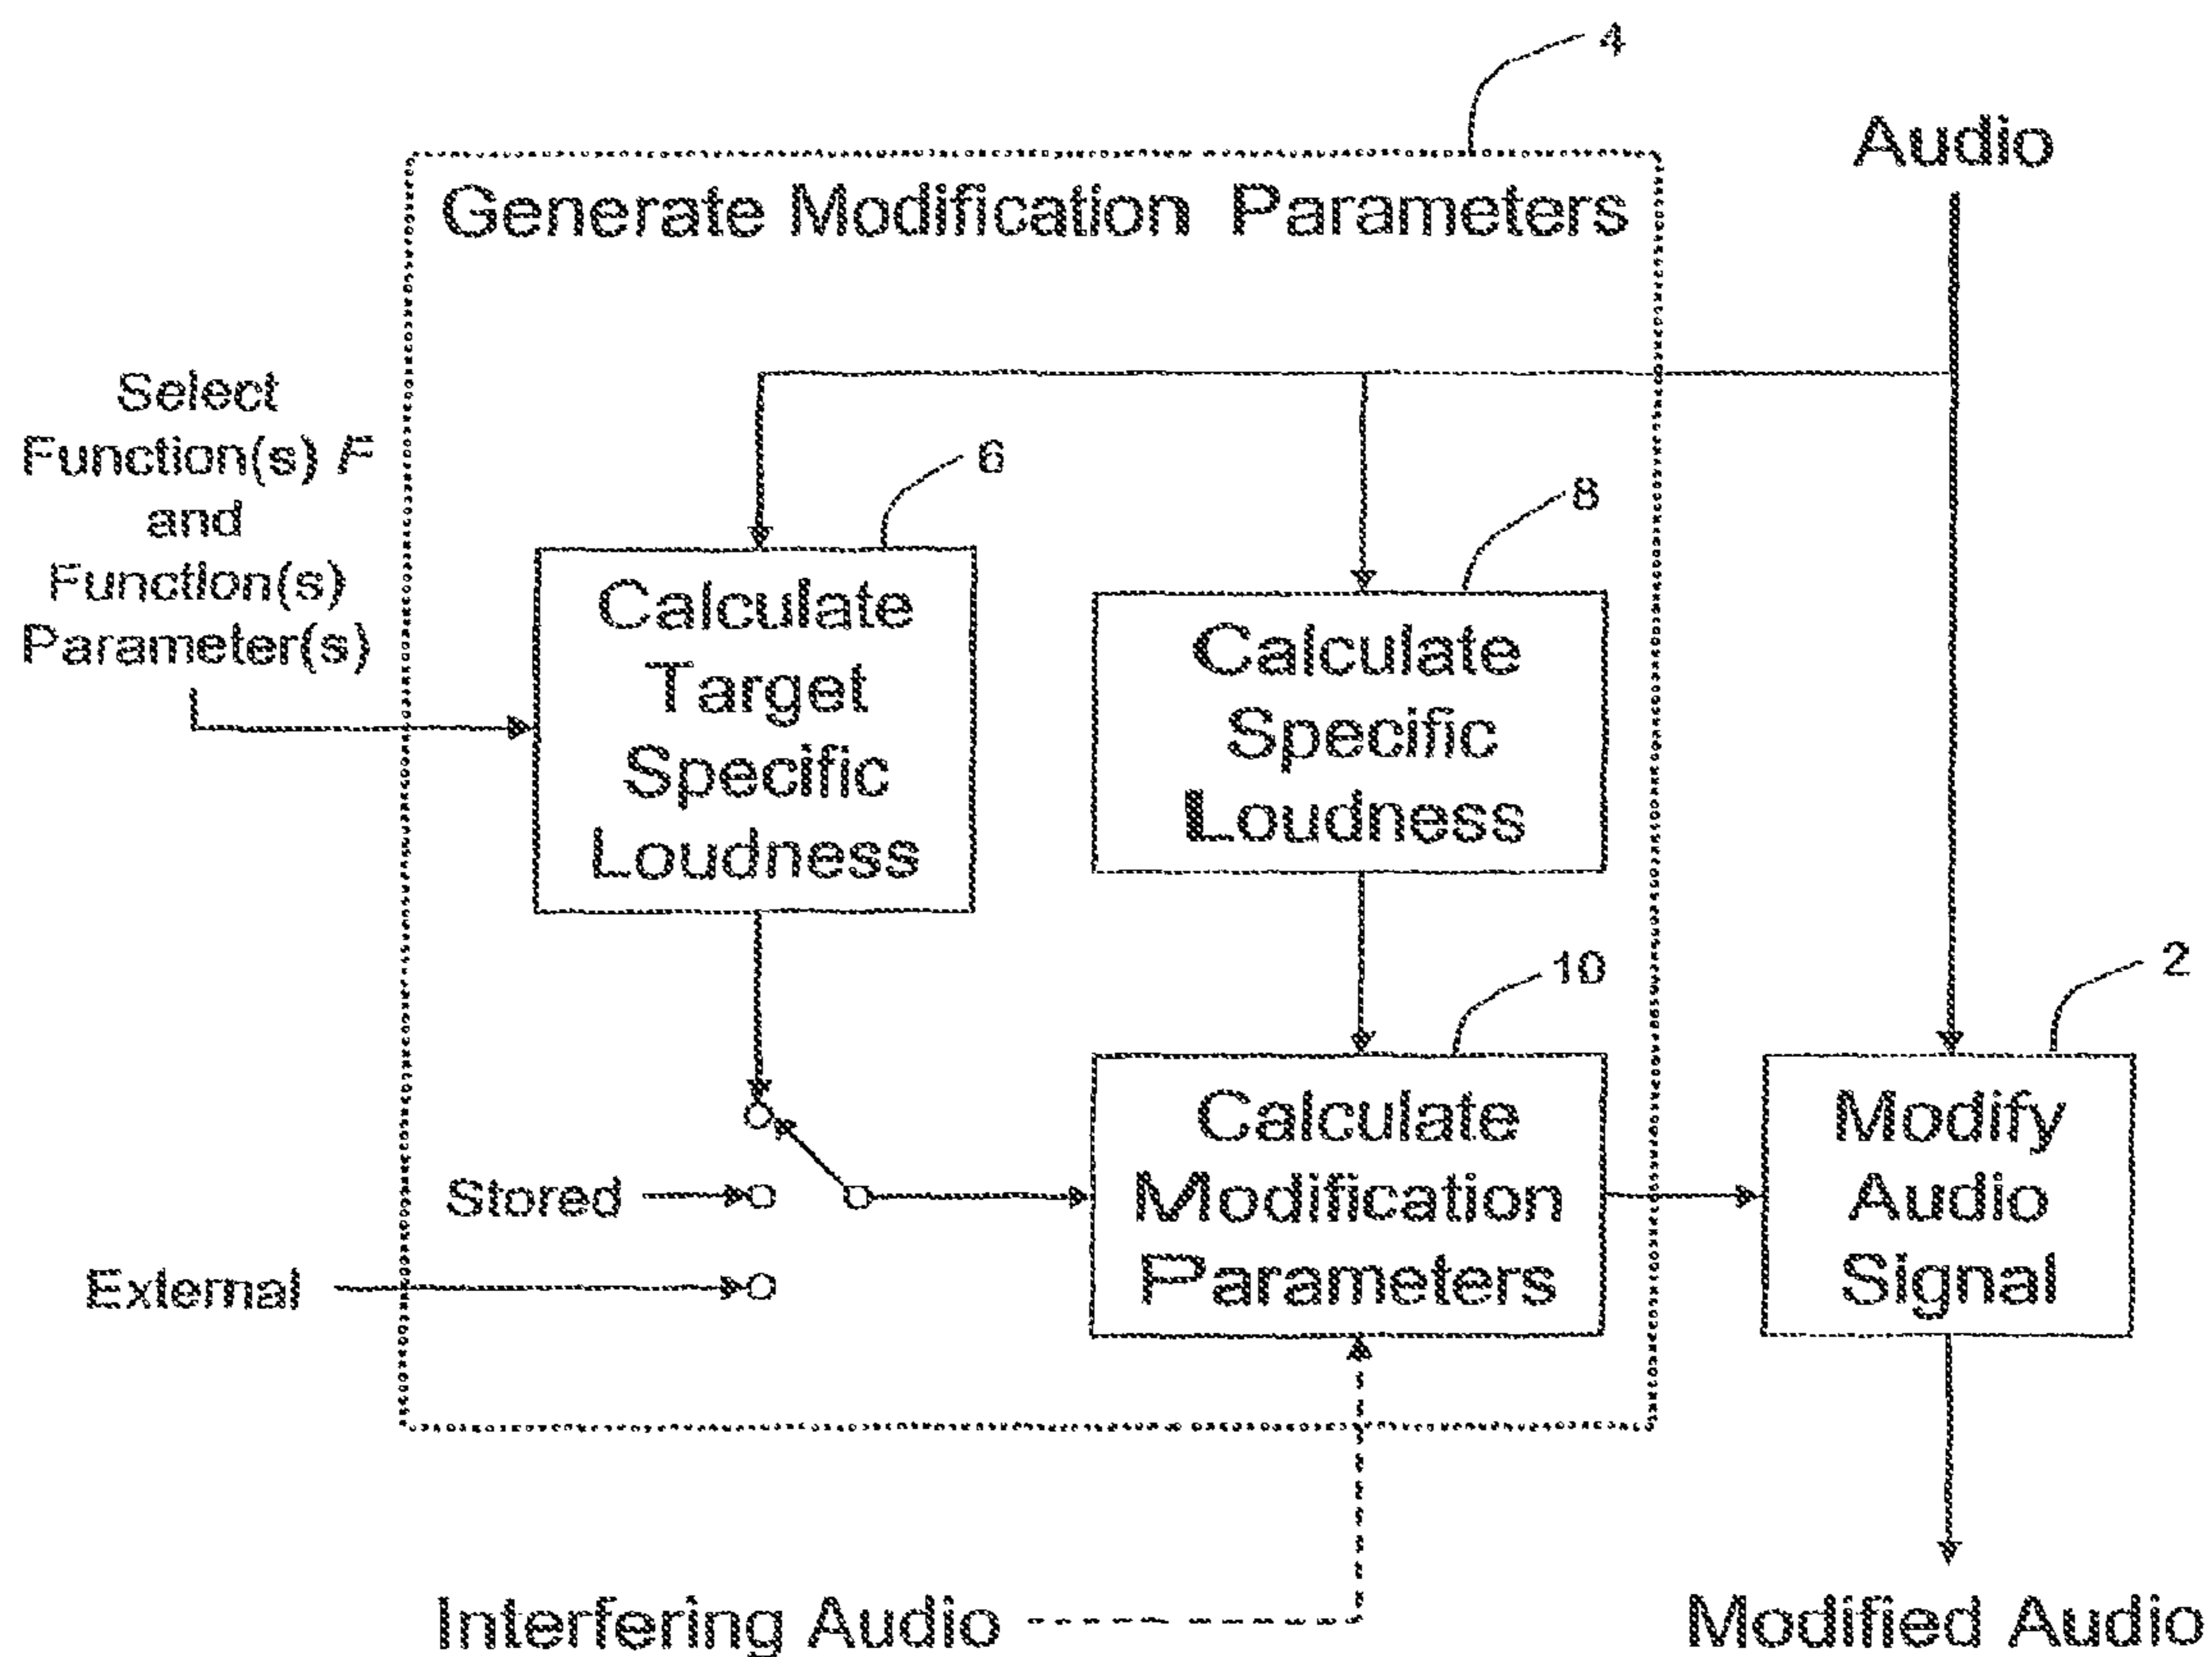 4
Audio
Generate Modification Parameters
Select
Function(s) F
and
Function(s)
Parameter(s)
6
8
Calculate
Target
Specific
Loudness
Calculate
Specific
Loudness
10
2
Calculate
Modification
Parameters
Modify
Audio
Signal
Stored
External
Interfering Audio
Modified Audio